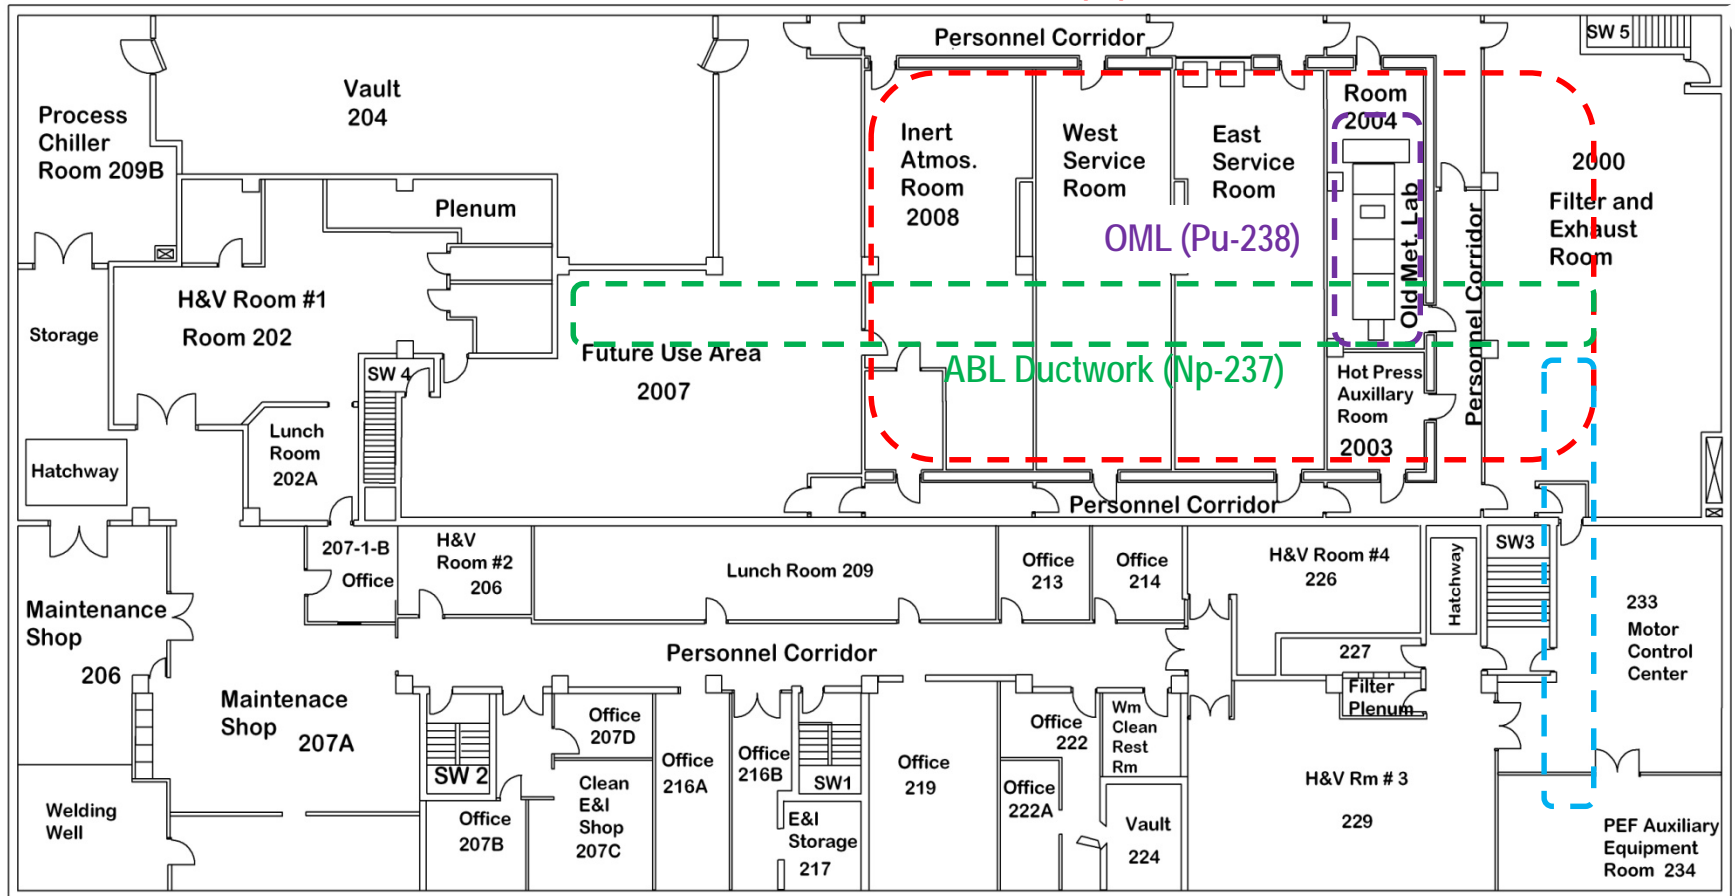 Personnel Corridor
SW 5
Vault
204
Process
Chiller
Room 209B
Inert
Atmos.
Room
2008
West
Service
Room
East
Service
Room
Room
2004
2000
Filter and
Exhaust
Room
Plenum
OML (Pu-238)
Old Met. Lab
Personnel Corridor
H&V Room #1
Room 202
Storage
Future Use Area
2007
ABL Ductwork (Np-237)
SW 4
Hot Press
Auxillary
Room
2003
Lunch
Room
202A
Hatchway
Personnel Corridor
207-1-B
Office
H&V
Room #2
206
Lunch Room 209
Office
213
Office
214
H&V Room #4
226
Hatchway
SW3
Maintenance
Shop
206
233
Motor
Control
Center
Personnel Corridor
227
Filter
Plenum
Maintenace
Shop
207A
Office
207D
Office
216A
Office
216B
SW 2
SW1
Office
219
Office
222
Wm
Clean
Rest
Rm
Office
222A
H&V Rm # 3
229
Welding
Well
Office
207B
Clean
E&I
Shop
207C
E&I
Storage
217
Vault
224
PEF Auxiliary
Equipment
Room 234